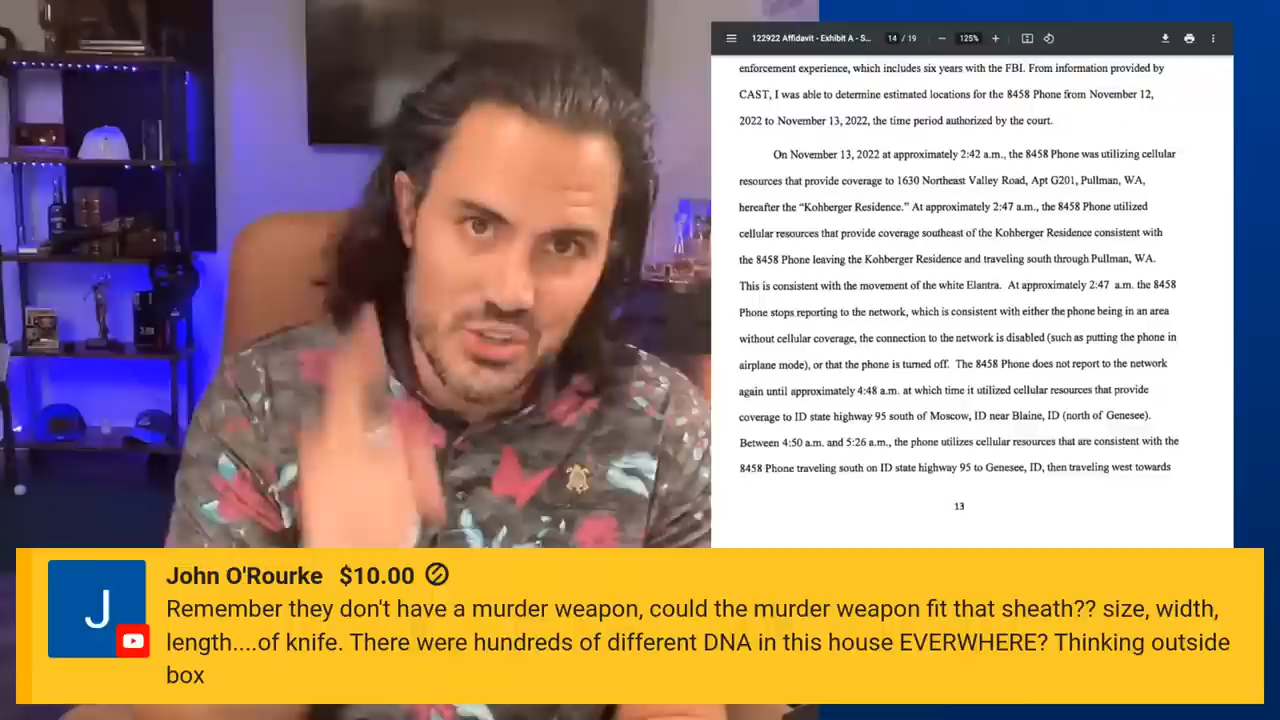 122922 Affidavit - Exhibit A - S...
14 / 19
125%
enforcement experience, which includes six years with the FBI. From information provided by
CAST, I was able to determine estimated locations for the 8458 Phone from November 12,
2022 to November 13, 2022, the time period authorized by the court.
On November 13, 2022 at approximately 2:42 a.m., the 8458 Phone was utilizing cellular
resources that provide coverage to 1630 Northeast Valley Road, Apt G201, Pullman, WA,
hereafter the “Kohberger Residence.” At approximately 2:47 a.m., the 8458 Phone utilized
cellular resources that provide coverage southeast of the Kohberger Residence consistent with
the 8458 Phone leaving the Kohberger Residence and traveling south through Pullman, WA.
This is consistent with the movement of the white Elantra. At approximately 2:47 a.m. the 8458
Phone stops reporting to the network, which is consistent with either the phone being in an area
without cellular coverage, the connection to the network is disabled (such as putting the phone in
airplane mode), or that the phone is turned off. The 8458 Phone does not report to the network
again until approximately 4:48 a.m. at which time it utilized cellular resources that provide
coverage to ID state highway 95 south of Moscow, ID near Blaine, ID (north of Genesee).
Between 4:50 a.m. and 5:26 a.m., the phone utilizes cellular resources that are consistent with the
8458 Phone traveling south on ID state highway 95 to Genesee, ID, then traveling west towards
13
J
John O'Rourke $10.00
Remember they don't have a murder weapon, could the murder weapon fit that sheath?? size, width,
length....of knife. There were hundreds of different DNA in this house EVERWHERE? Thinking outside
box